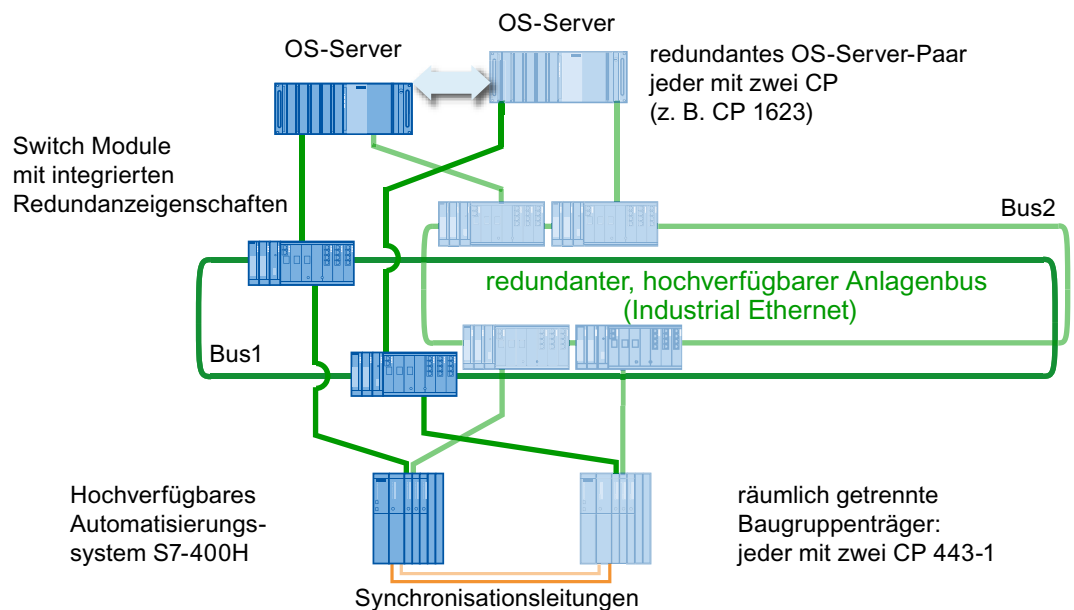 OS-Server
OS-Server
redundantes OS-Server-Paar
jeder mit zwei CP
(z. B. CP 1623)
Switch Module
mit integrierten
Redundanzeigenschaften
Bus2
redundanter, hochverfügbarer Anlagenbus
(Industrial Ethernet)
Bus1
Hochverfügbares
Automatisierungs-
system S7-400H
räumlich getrennte
Baugruppenträger:
jeder mit zwei CP 443-1
Synchronisationsleitungen